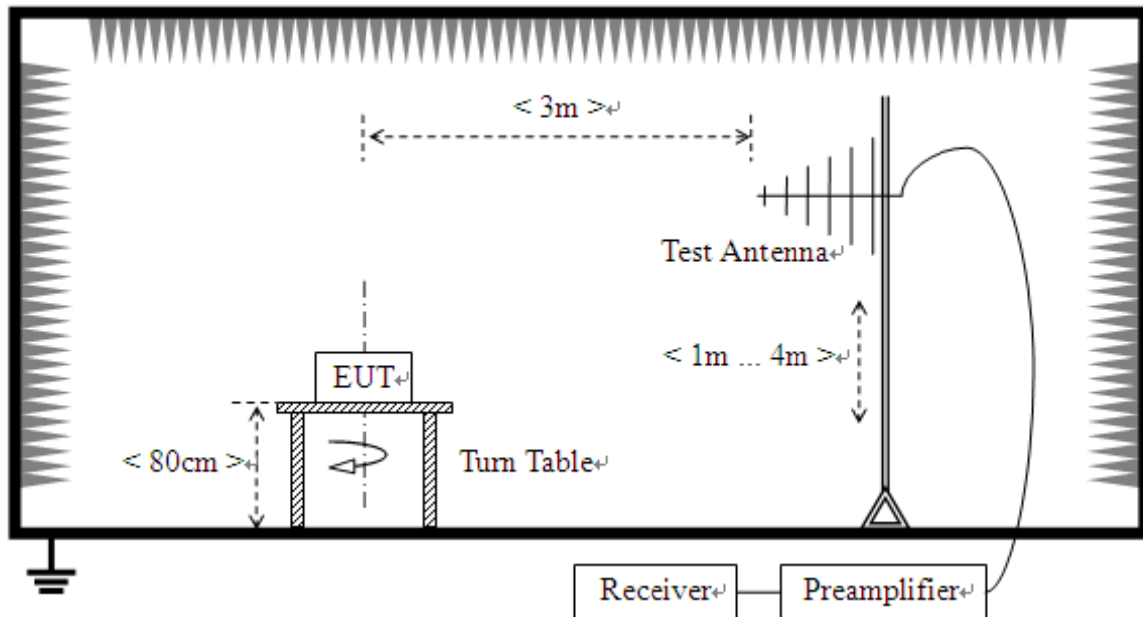 < 3m >↵
Test Antenna↵
< 1m ... 4m >↵
EUT↵
< 80cm >↵
Turn Table↵
Receiver↵
Preamplifier↵